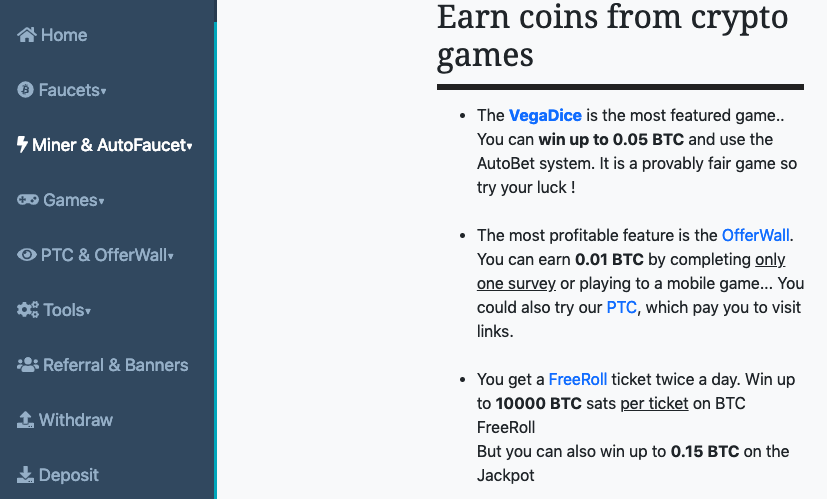 Home
Faucets
Miner & AutoFaucet
Games
PTC & OfferWall
Tools
Referral & Banners
Withdraw
Deposit
Earn coins from crypto
games
The VegaDice is the most featured game..
You can win up to 0.05 BTC and use the
AutoBet system. It is a provably fair game so
try your luck !
The most profitable feature is the OfferWall.
You can earn 0.01 BTC by completing only
one survey or playing to a mobile game... You
could also try our PTC, which pay you to visit
links.
You get a FreeRoll ticket twice a day. Win up
to 10000 BTC sats per ticket on BTC
FreeRoll
But you can also win up to 0.15 BTC on the
Jackpot